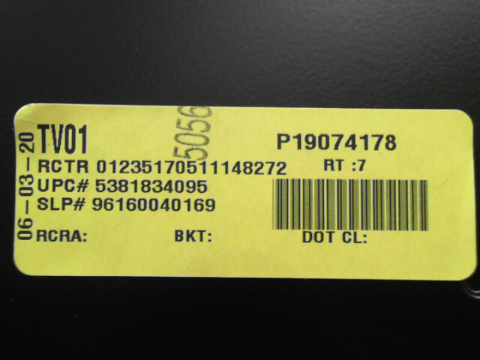 06-03-20
TV01
5056
P19074178
RCTR 01235170511148272
RT :7
UPC# 5381834095
SLP# 96160040169
RCRA:
BKT:
DOT CL: